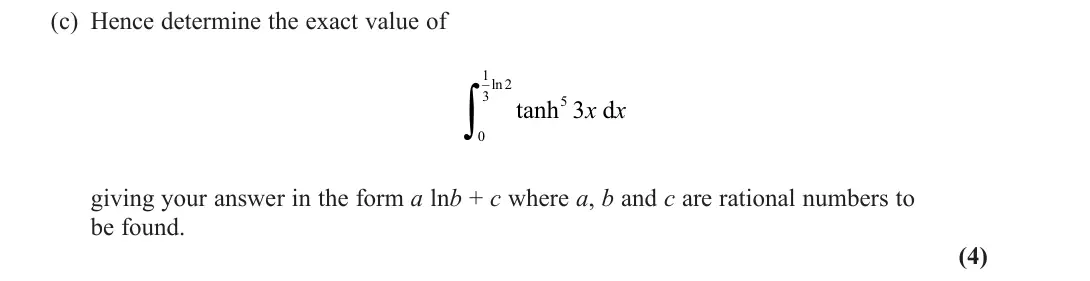 (c) Hence determine the exact value of
∫₀^{\frac{1}{3}ln 2} tanh⁵ 3x dx
giving your answer in the form a lnb + c where a, b and c are rational numbers to
be found.
(4)